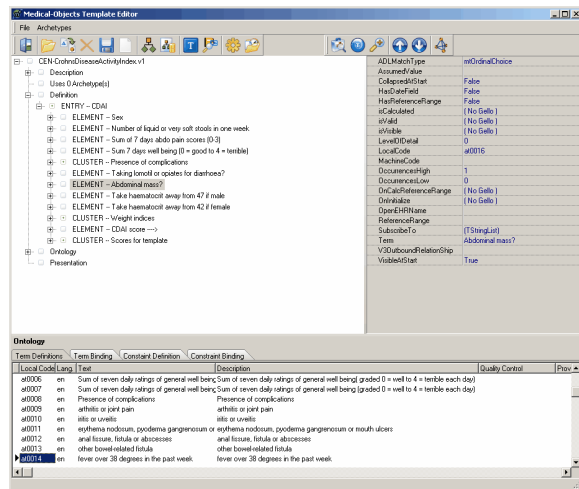 Medical-Objects Template Editor
File Archetypes
CEN-CrohnsDiseaseActivityIndex.v1
Description
Uses 0 Archetype(s)
Definition
ENTRY -- CDAI
ELEMENT -- Sex
ELEMENT -- Number of liquid or very soft stools in one week
ELEMENT -- Sum of 7 days abdo pain scores (0-3)
ELEMENT -- Sum 7 days well being (0 = good to 4 = terrible)
CLUSTER -- Presence of complications
ELEMENT -- Taking lomotil or opiates for diarrhoea?
ELEMENT -- Abdominal mass?
ELEMENT -- Take haematocrit away from 47 if male
ELEMENT -- Take haematocrit away from 42 if female
CLUSTER -- Weight indices
ELEMENT -- CDAI score --->
CLUSTER -- Scores for template
Ontology
Presentation
ADLMatchType mtOrdinalChoice
AssumedValue
CollapsedAtStart False
HasDateField False
HasReferenceRange False
isCalculated ( No Gello )
isValid ( No Gello )
isVisible ( No Gello )
LevelOfDetail 0
LocalCode at0016
MachineCode
OccurrencesHigh 1
OccurrencesLow 0
OnCalcReferenceRange ( No Gello )
OnInitialize ( No Gello )
OpenEHRName
ReferenceRange
SubscribeTo (TStringList)
Term Abdominal mass?
V3OutboundRelationShip
VisibleAtStart True
Ontology
Term Definitions Term Binding Constaint Definition Constraint Binding
Local Code Lang. Text Description Quality Control Prov
at0006 en Sum of seven daily ratings of general well being Sum of seven daily ratings of general well being( graded 0 = well to 4 = terrible each day)
at0007 en Sum of seven daily ratings of general well being Sum of seven daily ratings of general well being (graded 0 = well to 4 = terrible each day)
at0008 en Presence of complications Presence of complications
at0009 en arthritis or joint pain arthritis or joint pain
at0010 en iritis or uveitis iritis or uveitis
at0011 en erythema nodosum, pyoderma gangrenosum or erythema nodosum, pyoderma gangrenosum or mouth ulcers
at0012 en anal fissure, fistula or abscesses anal fissure, fistula or abscesses
at0013 en other bowel-related fistula other bowel-related fistula
at0014 en fever over 38 degrees in the past week. fever over 38 degrees in the past week.